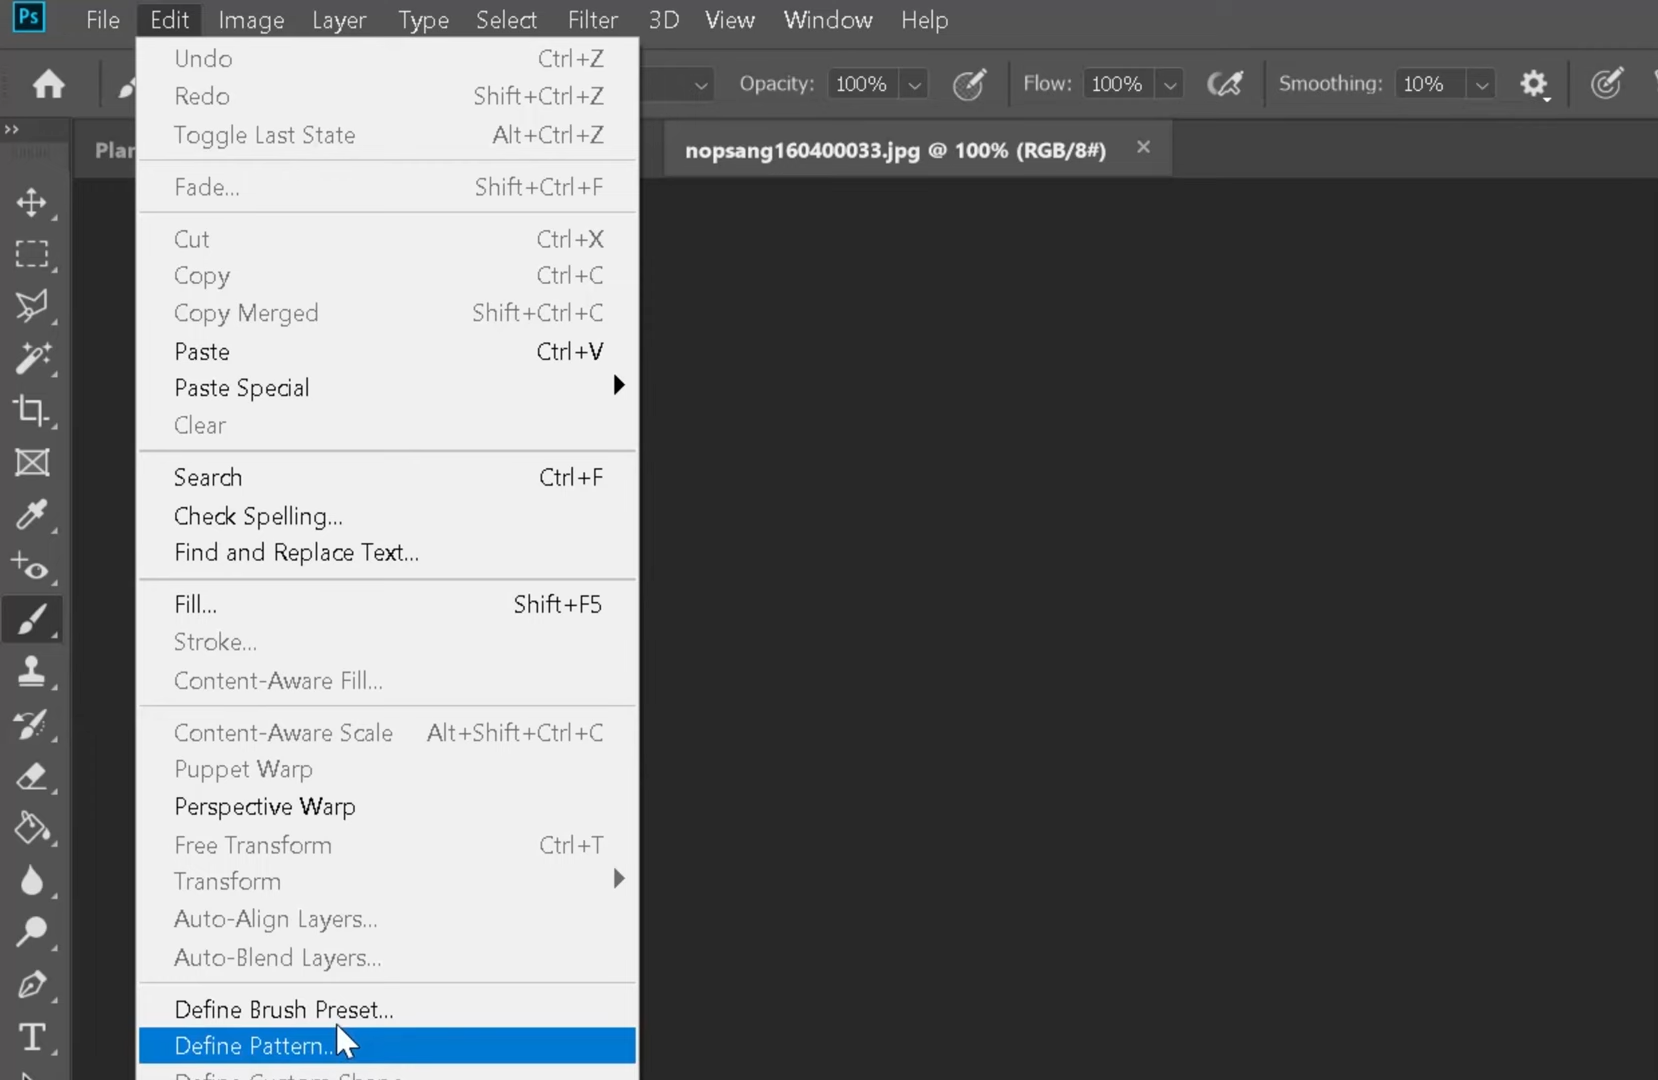 Ps File Edit Image Layer Type Select Filter 3D View Window Help
Opacity: 100% Flow: 100% Smoothing: 10%
nopsang160400033.jpg @ 100% (RGB/8#) ×
Undo Ctrl+Z
Redo Shift+Ctrl+Z
Toggle Last State Alt+Ctrl+Z
Fade... Shift+Ctrl+F
Cut Ctrl+X
Copy Ctrl+C
Copy Merged Shift+Ctrl+C
Paste Ctrl+V
Paste Special
Clear
Search Ctrl+F
Check Spelling...
Find and Replace Text...
Fill... Shift+F5
Stroke...
Content-Aware Fill...
Content-Aware Scale Alt+Shift+Ctrl+C
Puppet Warp
Perspective Warp
Free Transform Ctrl+T
Transform
Auto-Align Layers...
Auto-Blend Layers...
Define Brush Preset...
Define Pattern...